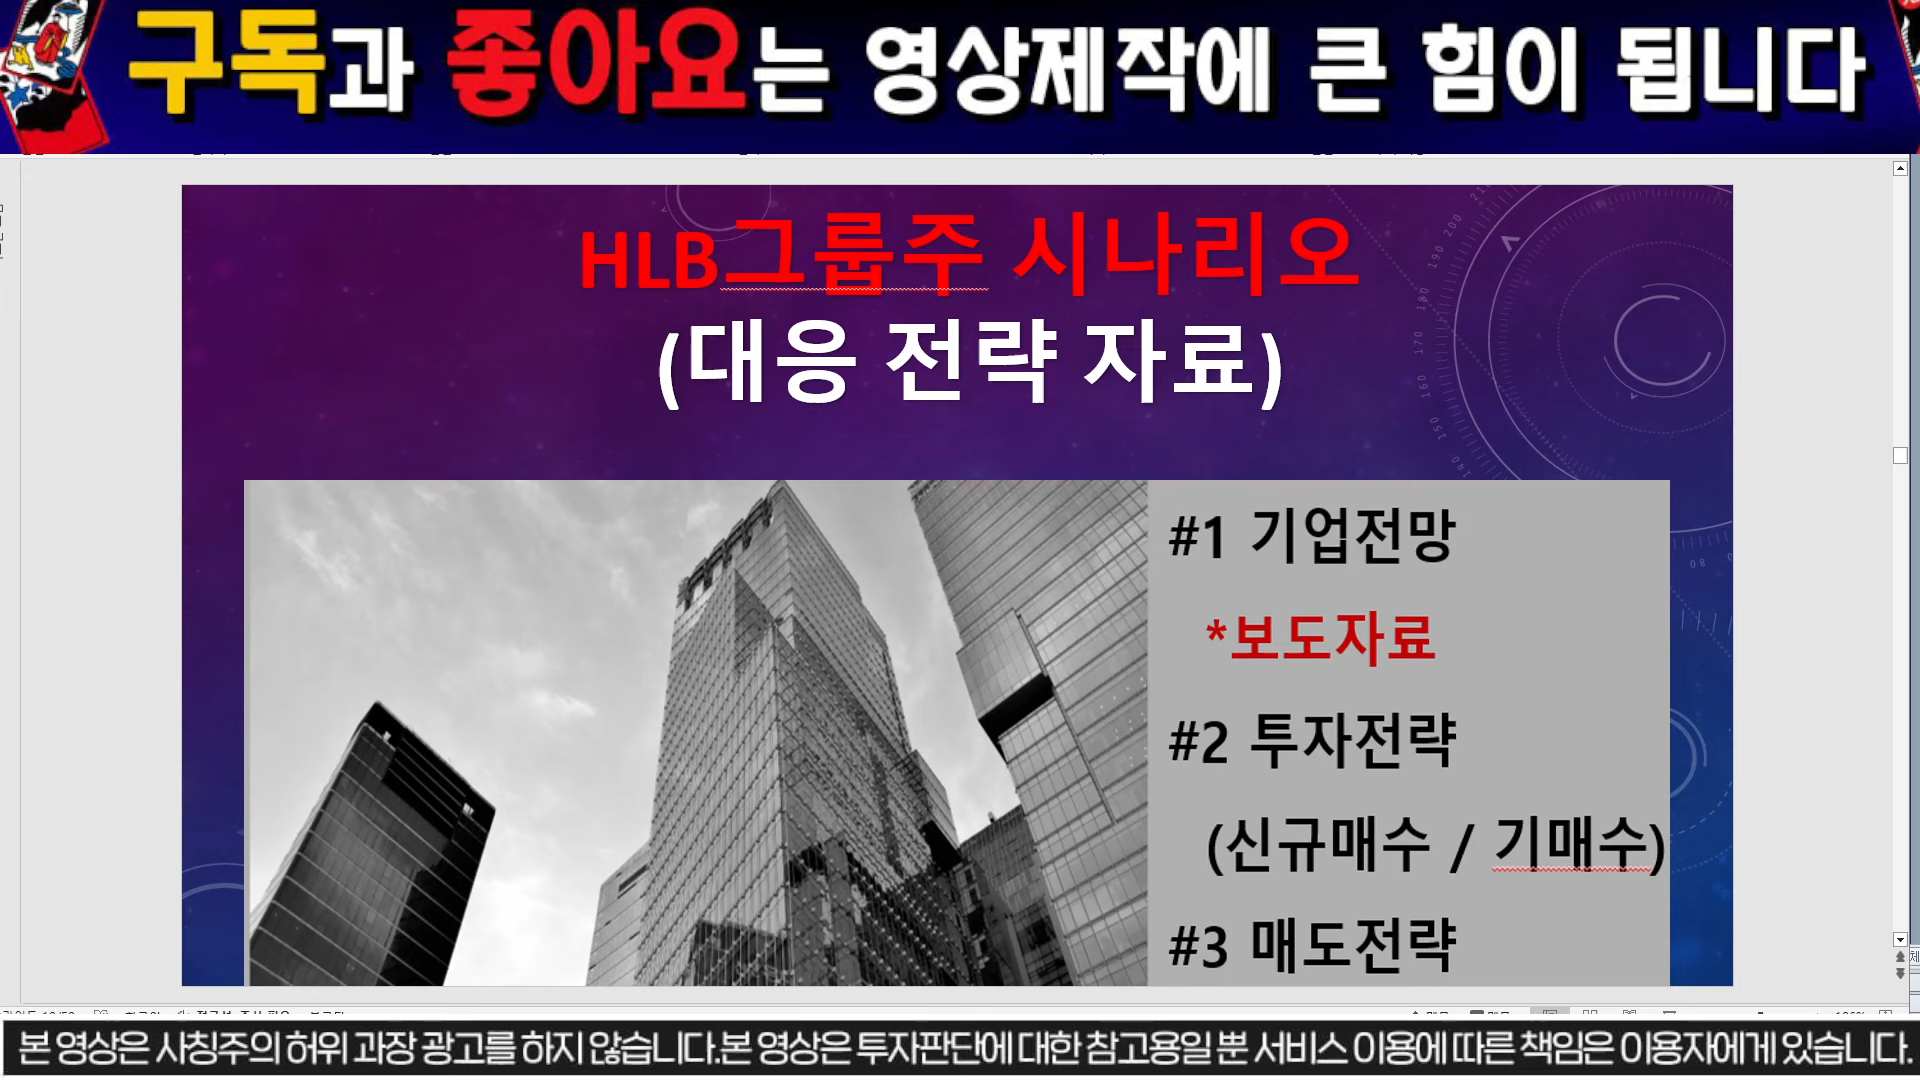 구독과 좋아요는 영상제작에 큰 힘이 됩니다
HLB그룹주 시나리오
(대응 전략 자료)
#1 기업전망
*보도자료
#2 투자전략
(신규매수 / 기매수)
#3 매도전략
본 영상은 사칭주의 허위 과장 광고를 하지 않습니다.본 영상은 투자판단에 대한 참고용일 뿐 서비스 이용에 따른 책임은 이용자에게 있습니다.